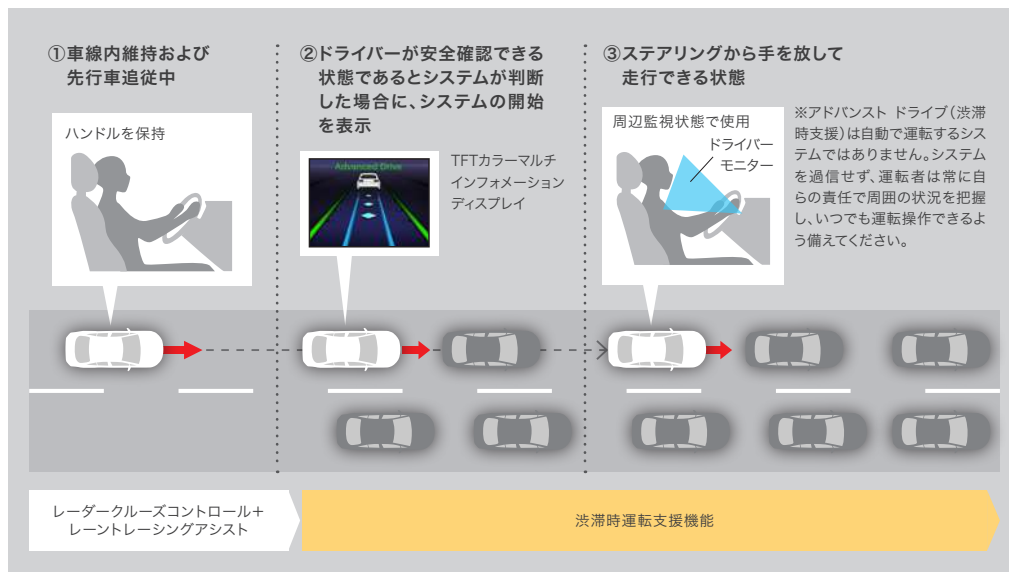 ①車線内維持および
先行車追従中
ハンドルを保持
②ドライバーが安全確認できる
状態であるとシステムが判断
した場合に、システムの開始
を表示
Advanced Drive
TFTカラーマルチ
インフォメーション
ディスプレイ
③ステアリングから手を放して
走行できる状態
周辺監視状態で使用
ドライバー
モニター
※アドバンスト ドライブ(渋滞
時支援)は自動で運転するシス
テムではありません。システム
を過信せず、運転者は常に自
らの責任で周囲の状況を把握
し、いつでも運転操作できるよ
う備えてください。
レーダークルーズコントロール＋
レーントレーシングアシスト
渋滞時運転支援機能